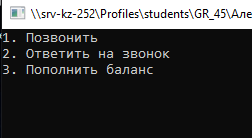 \\srv-kz-252\Profiles\students\GR_45\Але
1. Позвонить
2. Ответить на звонок
3. Пополнить баланс